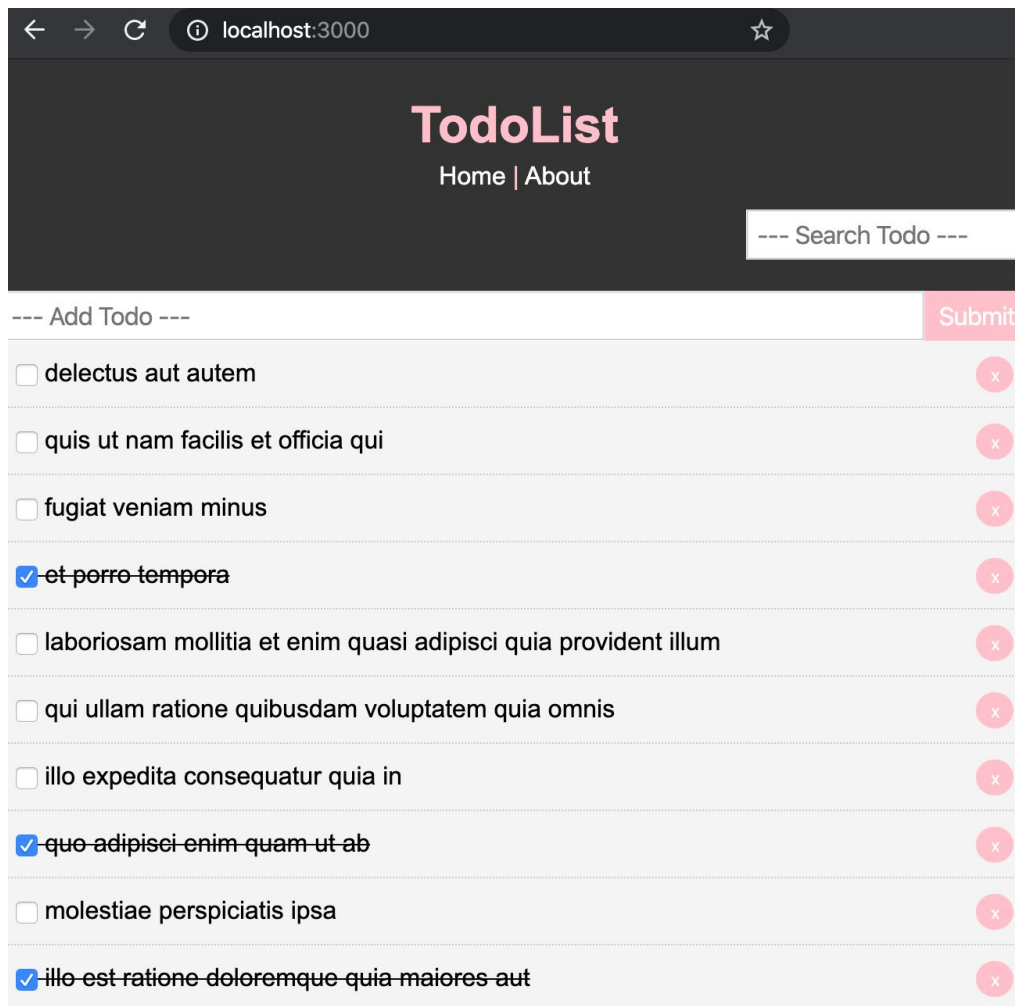 localhost:3000
TodoList
Home | About
--- Search Todo ---
--- Add Todo --- Submit
delectus aut autem x
quis ut nam facilis et officia qui x
fugiat veniam minus x
et porro tempora x
laboriosam mollitia et enim quasi adipisci quia provident illum x
qui ullam ratione quibusdam voluptatem quia omnis x
illo expedita consequatur quia in x
quo adipisci enim quam ut ab x
molestiae perspiciatis ipsa x
illo est ratione doloremque quia maiores aut x